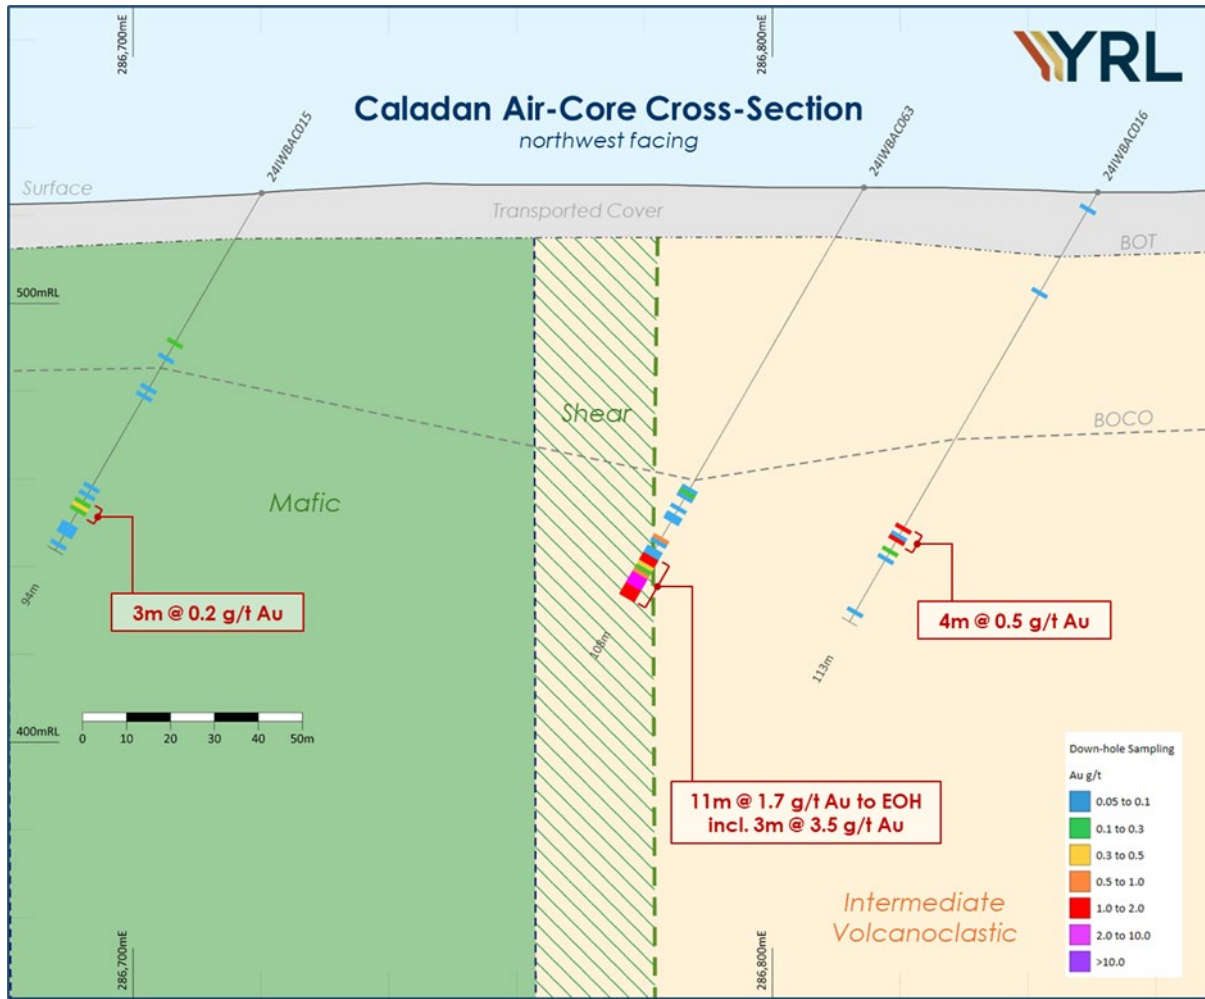 286,700mE
286,800mE
YRL
Caladan Air-Core Cross-Section
northwest facing
24IWBAC015
24IWBAC063
24IWBAC016
Surface
Transported Cover
BOT
500mRL
Shear
BOCO
Mafic
94m
3m @ 0.2 g/t Au
108m
4m @ 0.5 g/t Au
113m
400mRL
0 10 20 30 40 50m
11m @ 1.7 g/t Au to EOH
incl. 3m @ 3.5 g/t Au
Intermediate
Volcanoclastic
Down-hole Sampling
Au g/t
0.05 to 0.1
0.1 to 0.3
0.3 to 0.5
0.5 to 1.0
1.0 to 2.0
2.0 to 10.0
>10.0
286,700mE
286,800mE